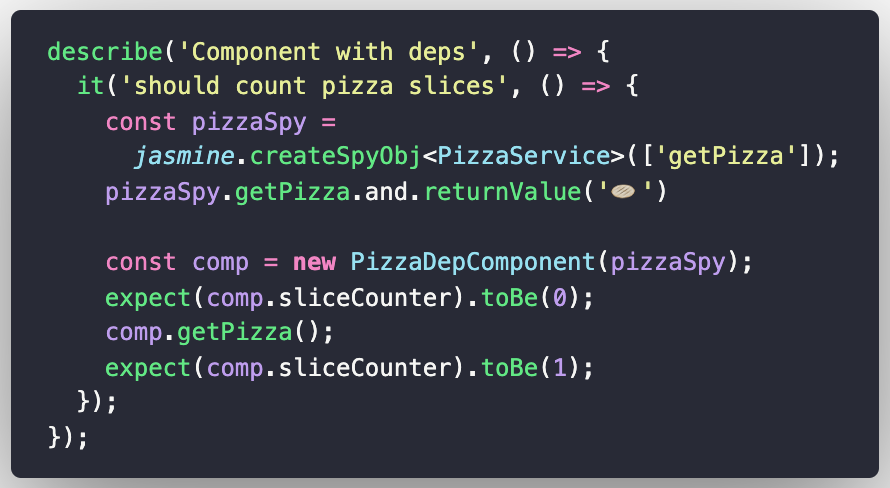 describe('Component with deps', () => {
  it('should count pizza slices', () => {
    const pizzaSpy =
      jasmine.createSpyObj<PizzaService>(['getPizza']);
    pizzaSpy.getPizza.and.returnValue('🫓')

    const comp = new PizzaDepComponent(pizzaSpy);
    expect(comp.sliceCounter).toBe(0);
    comp.getPizza();
    expect(comp.sliceCounter).toBe(1);
  });
});